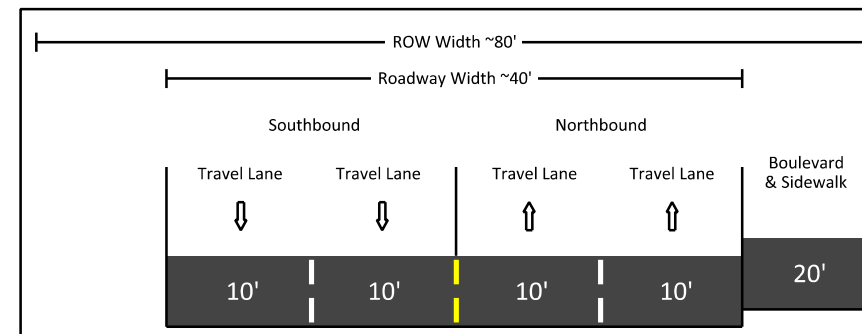 ROW Width ~80'
Roadway Width ~40'
Southbound
Northbound
Travel Lane
Travel Lane
Travel Lane
Travel Lane
Boulevard
& Sidewalk
10'
10'
10'
10'
20'